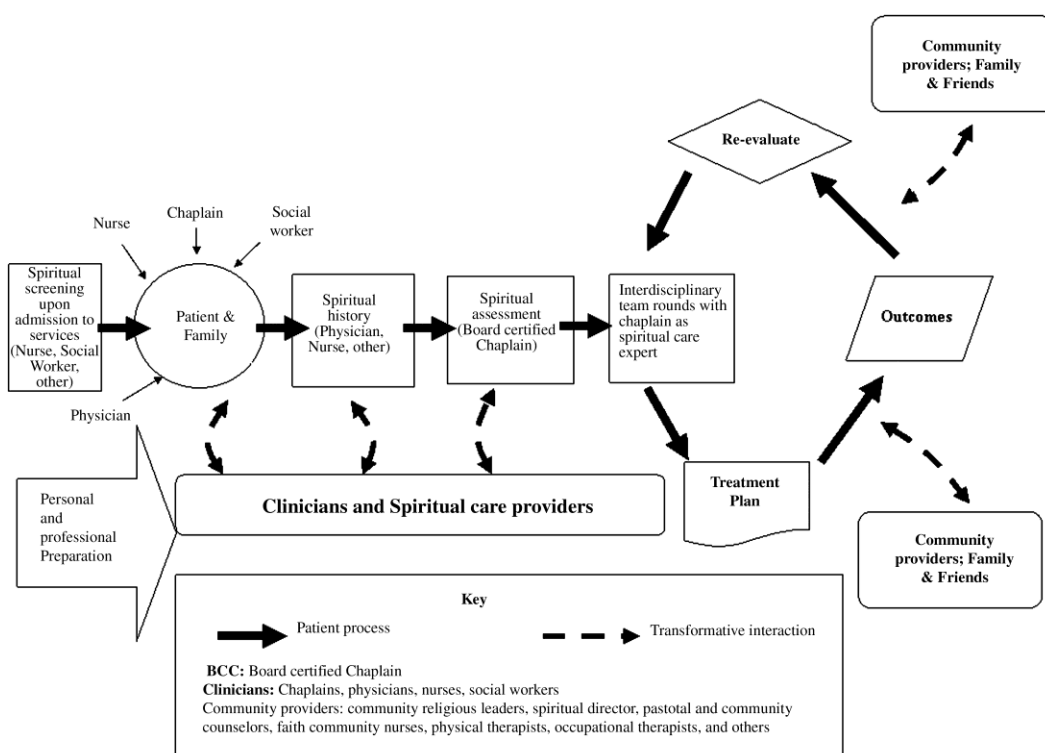 Community
providers; Family
& Friends
Re-evaluate
Chaplain
Social
worker
Nurse
Spiritual
screening
upon
admission to
services
(Nurse, Social
Worker,
other)
Patient &
Family
Spiritual
history
(Physician,
Nurse, other)
Spiritual
assessment
(Board certified
Chaplain)
Interdisciplinary
team rounds with
chaplain as
spiritual care
expert
Outcomes
Physician
Personal
and
professional
Preparation
Clinicians and Spiritual care providers
Treatment
Plan
Community
providers; Family
& Friends
Key
Patient process
Transformative interaction
BCC: Board certified Chaplain
Clinicians: Chaplains, physicians, nurses, social workers
Community providers: community religious leaders, spiritual director, pastotal and community
counselors, faith community nurses, physical therapists, occupational therapists, and others